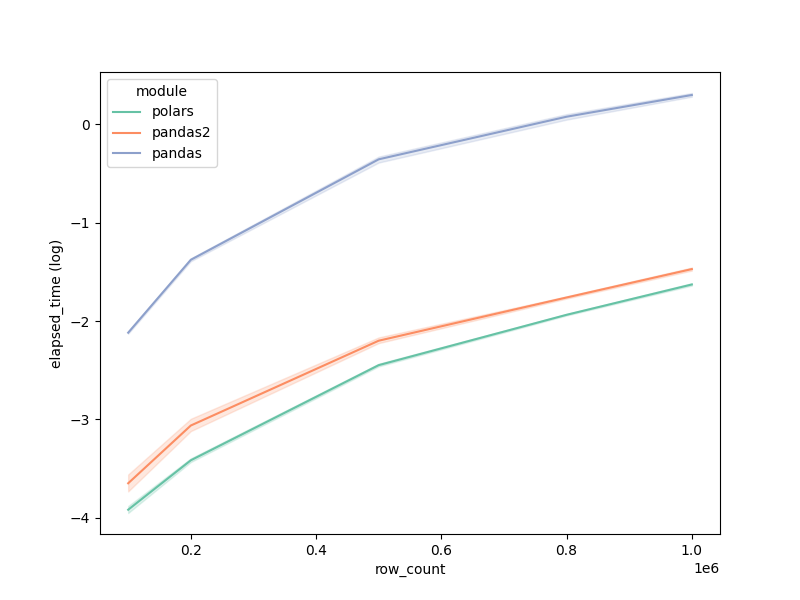 module
polars
pandas2
pandas
elapsed_time (log)
0
−1
−2
−3
−4
0.2 0.4 0.6 0.8 1.0
1e6
row_count